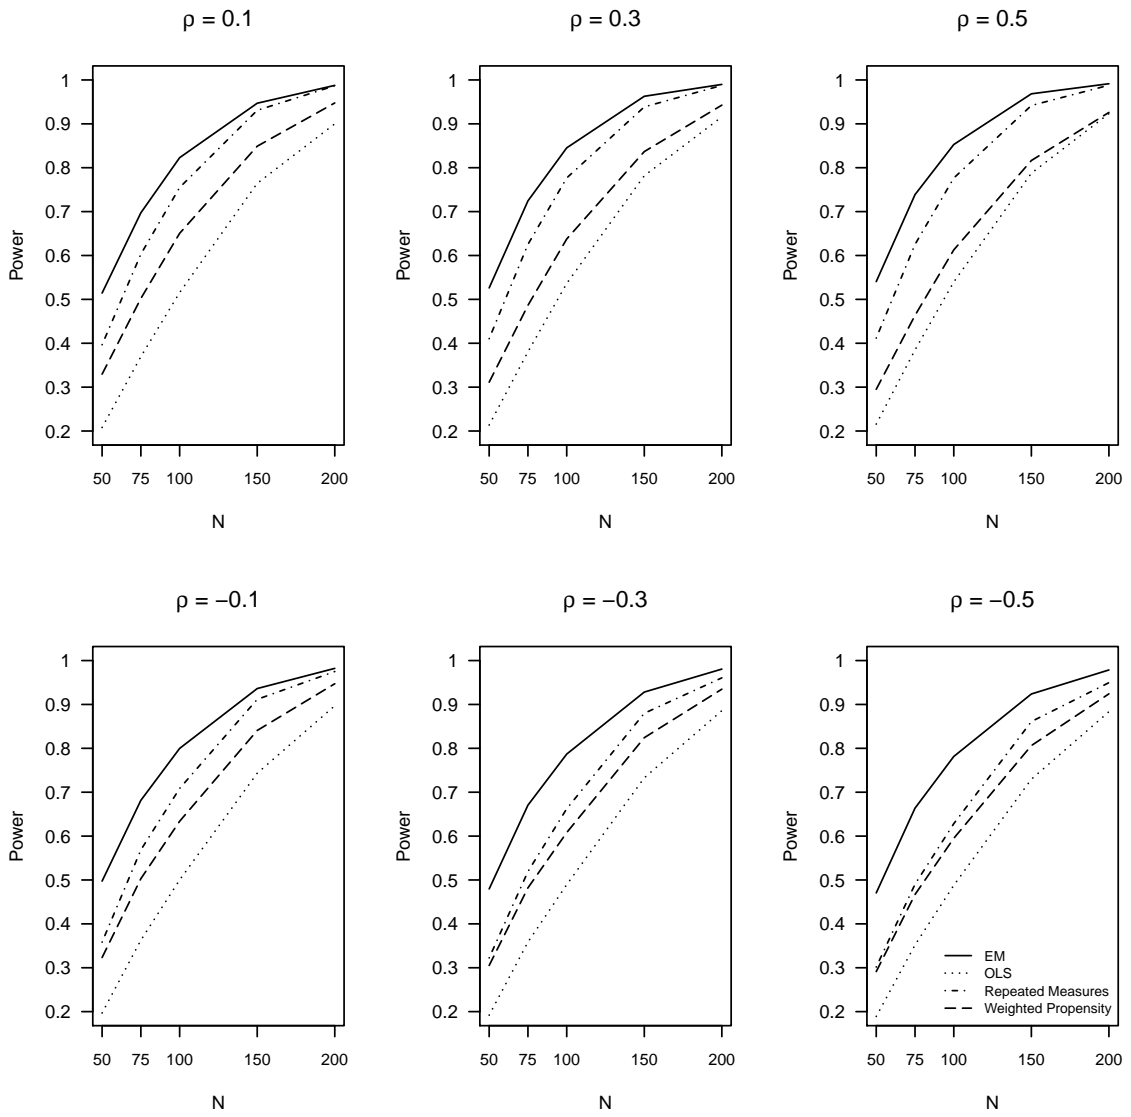 ρ = 0.1
1
0.9
0.8
0.7
0.6
0.5
0.4
0.3
0.2
Power
50 75 100 150 200
N
ρ = 0.3
1
0.9
0.8
0.7
0.6
0.5
0.4
0.3
0.2
Power
50 75 100 150 200
N
ρ = 0.5
1
0.9
0.8
0.7
0.6
0.5
0.4
0.3
0.2
Power
50 75 100 150 200
N
ρ = −0.1
1
0.9
0.8
0.7
0.6
0.5
0.4
0.3
0.2
Power
50 75 100 150 200
N
ρ = −0.3
1
0.9
0.8
0.7
0.6
0.5
0.4
0.3
0.2
Power
50 75 100 150 200
N
ρ = −0.5
1
0.9
0.8
0.7
0.6
0.5
0.4
0.3
0.2
Power
EM
OLS
Repeated Measures
Weighted Propensity
50 75 100 150 200
N